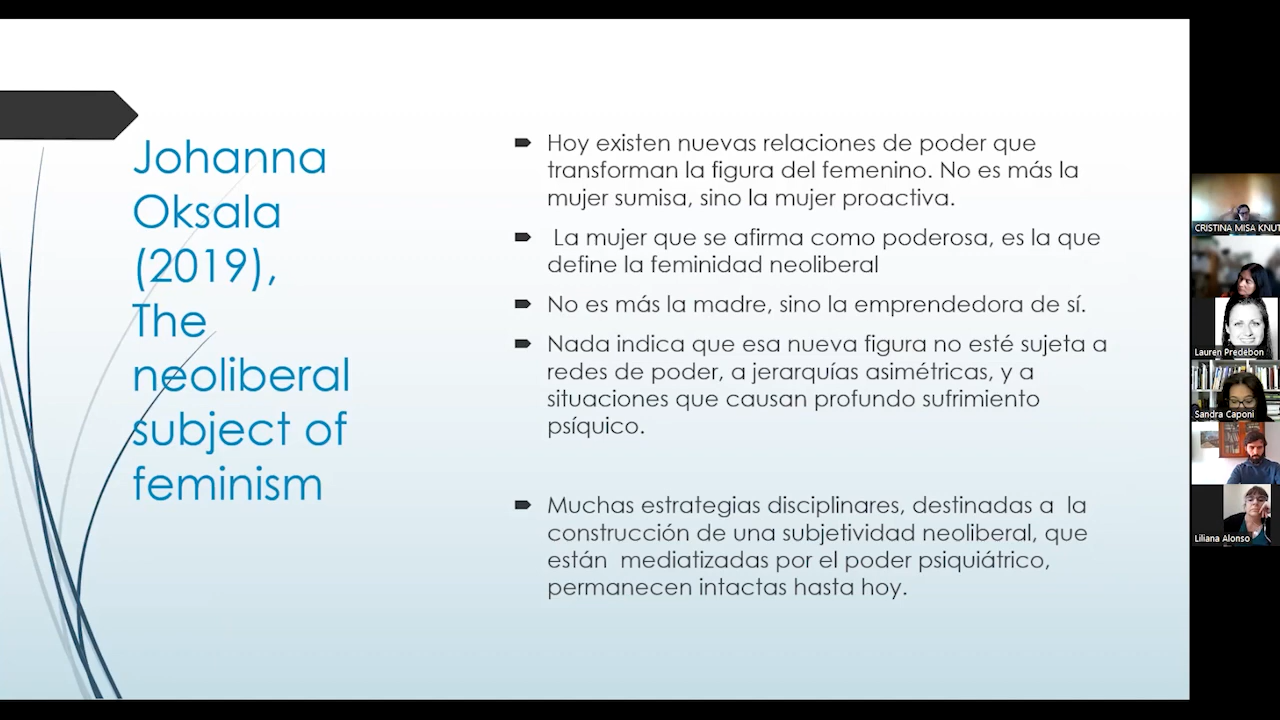 Johanna
Oksala
(2019),
The
neoliberal
subject of
feminism
Hoy existen nuevas relaciones de poder que
transforman la figura del femenino. No es más la
mujer sumisa, sino la mujer proactiva.
La mujer que se afirma como poderosa, es la que
define la feminidad neoliberal
No es más la madre, sino la emprendedora de sí.
Nada indica que esa nueva figura no esté sujeta a
redes de poder, a jerarquías asimétricas, y a
situaciones que causan profundo sufrimiento
psíquico.
Muchas estrategias disciplinares, destinadas a  la
construcción de una subjetividad neoliberal, que
están  mediatizadas por el poder psiquiátrico,
permanecen intactas hasta hoy.
CRISTINA MISA KNUT
Lauren Predebon
Sandra Caponi
Liliana Alonso